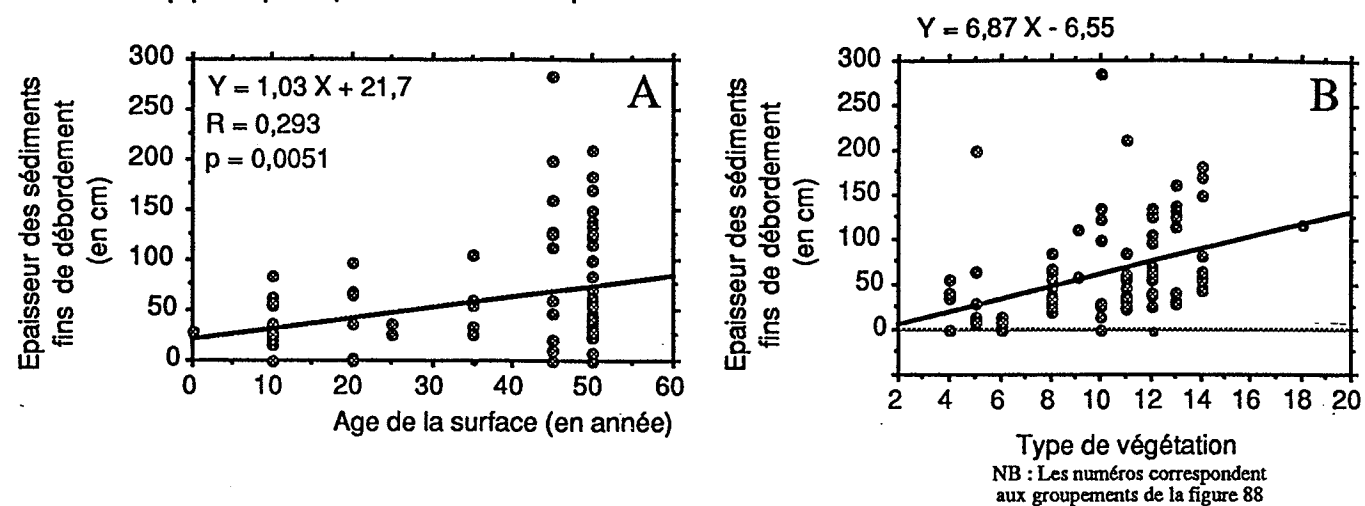 Y = 6,87 X - 6,55
300
250
200
150
100
50
0
Y = 1,03 X + 21,7
R = 0,293
p = 0,0051
A
Epaisseur des sédiments
fins de débordement
(en cm)
0
10
20
30
40
50
60
Age de la surface (en année)
300
250
200
150
100
50
0
B
Epaisseur des sédiments
fins de débordement
(en cm)
2
4
6
8
10
12
14
16
18
20
Type de végétation
NB : Les numéros correspondent
aux groupements de la figure 88